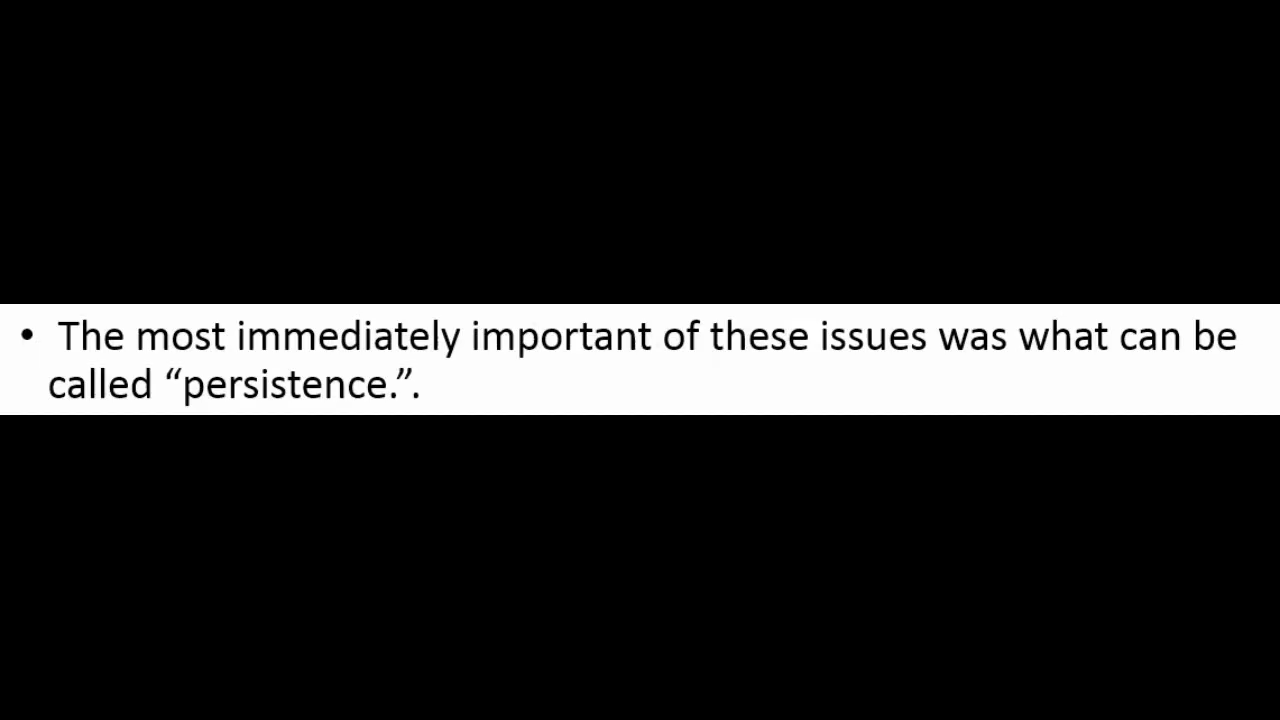 • The most immediately important of these issues was what can be
called “persistence.”.